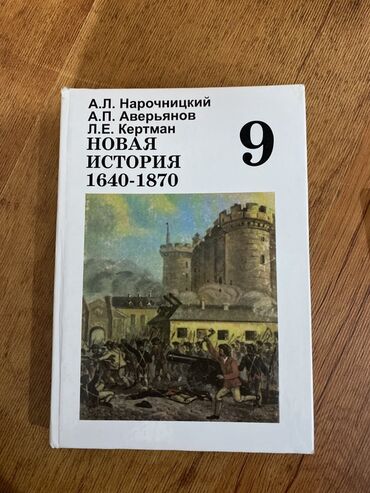 А.Л. Нарочницкий
А.П. Аверьянов
Л.Е. Кертман
НОВАЯ
ИСТОРИЯ
1640-1870
9